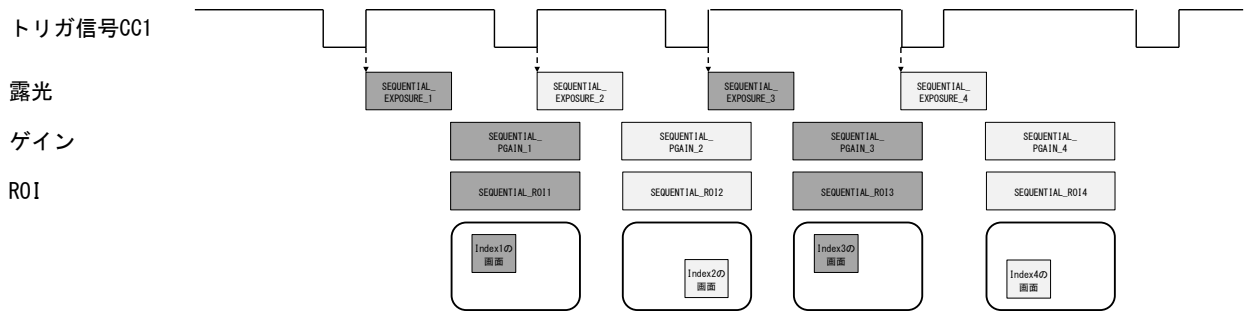 トリガ信号CC1
露光
SEQUENTIAL_
EXPOSURE_1
SEQUENTIAL_
EXPOSURE_2
SEQUENTIAL_
EXPOSURE_3
SEQUENTIAL_
EXPOSURE_4
ゲイン
SEQUENTIAL_
PGAIN_1
SEQUENTIAL_
PGAIN_2
SEQUENTIAL_
PGAIN_3
SEQUENTIAL_
PGAIN_4
ROI
SEQUENTIAL_ROI1
SEQUENTIAL_ROI2
SEQUENTIAL_ROI3
SEQUENTIAL_ROI4
Index1の
画面
Index2の
画面
Index3の
画面
Index4の
画面